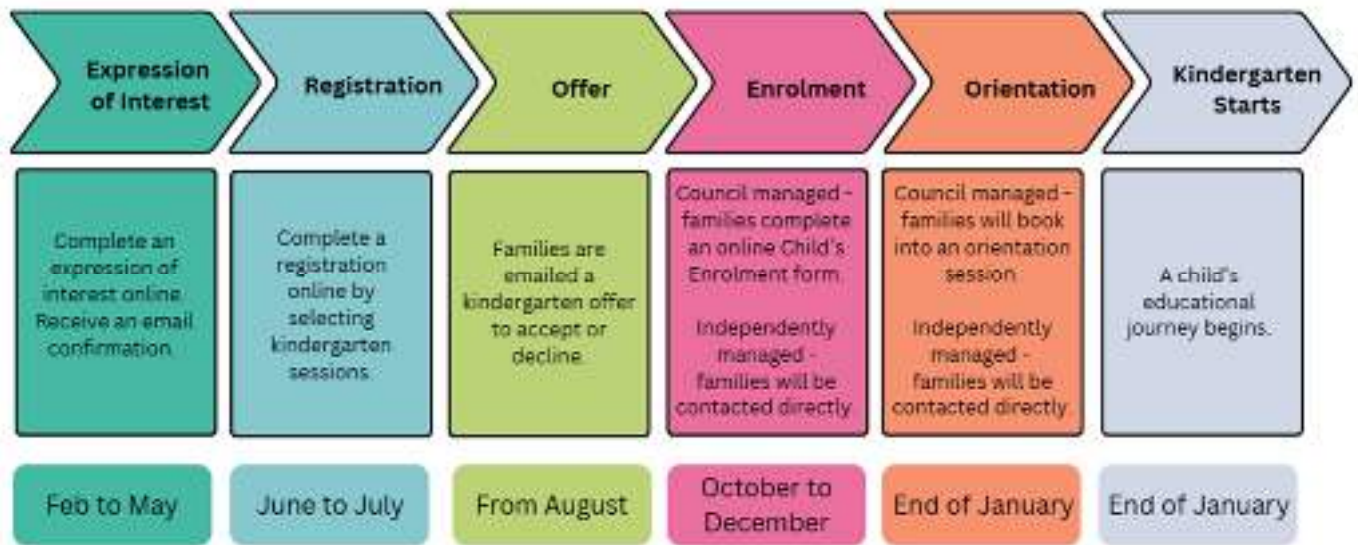 Expression
of Interest
Registration
Offer
Enrolment
Orientation
Kindergarten
Starts
Complete an
expression of
interest online.
Receive an email
confirmation.
Complete a
registration
online by
selecting
kindergarten
sessions.
Families are
emailed a
kindergarten offer
to accept or
decline.
Council managed -
families complete
an online Child's
Enrolment form.
Independently
managed -
families will be
contacted directly.
Council managed -
families will book
into an orientation
session.
Independently
managed -
families will be
contacted directly.
A child's
educational
journey begins.
Feb to May
June to July
From August
October to
December
End of January
End of January